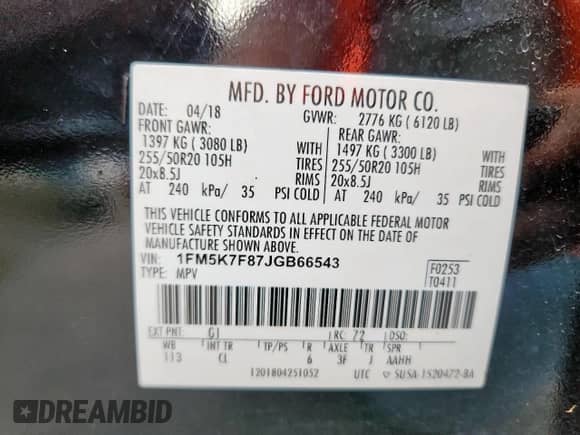 MFD. BY FORD MOTOR CO.
DATE: 04/18 GVWR: 2776 KG ( 6120 LB)
FRONT GAWR: REAR GAWR:
1397 KG ( 3080 LB) WITH 1497 KG ( 3300 LB) WITH
255/50R20 105H TIRES 255/50R20 105H TIRES
20x8.5J RIMS 20x8.5J RIMS
AT 240 kPa/ 35 PSI COLD AT 240 kPa/ 35 PSI COLD
THIS VEHICLE CONFORMS TO ALL APPLICABLE FEDERAL MOTOR
VEHICLE SAFETY STANDARDS IN EFFECT ON THE DATE OF
MANUFACTURE SHOWN ABOVE.
VIN: 1FM5K7F87JGB66543 F0253
TYPE: MPV T0411
EXT PNT: G1 RC: 72 DSO:
WB INT TR TP/PS R AXLE TR SPR
113 CL 6 3F J AAHH
1201804251052 UTC SUSA-1520472-BA
DREAMBID